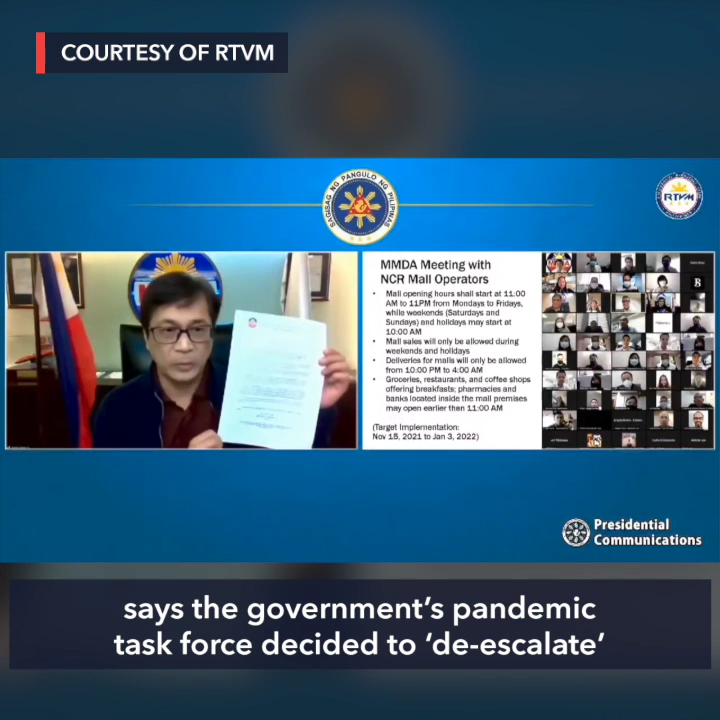 COURTESY OF RTVM
SAGISAG NG PANGULO NG PILIPINAS
RTVM
MMDA Meeting with
NCR Mall Operators
• Mall opening hours shall start at 11:00
AM to 11PM from Mondays to Fridays,
while weekends (Saturdays and
Sundays) and holidays may start at
10:00 AM
• Mall sales will only be allowed during
weekends and holidays
• Deliveries for malls will only be allowed
from 10:00 PM to 4:00 AM
• Groceries, restaurants, and coffee shops
offering breakfasts; pharmacies and
banks located inside the mall premises
may open earlier than 11:00 AM
(Target Implementation:
Nov 15, 2021 to Jan 3, 2022)
Presidential
Communications
says the government's pandemic
task force decided to ‘de-escalate’